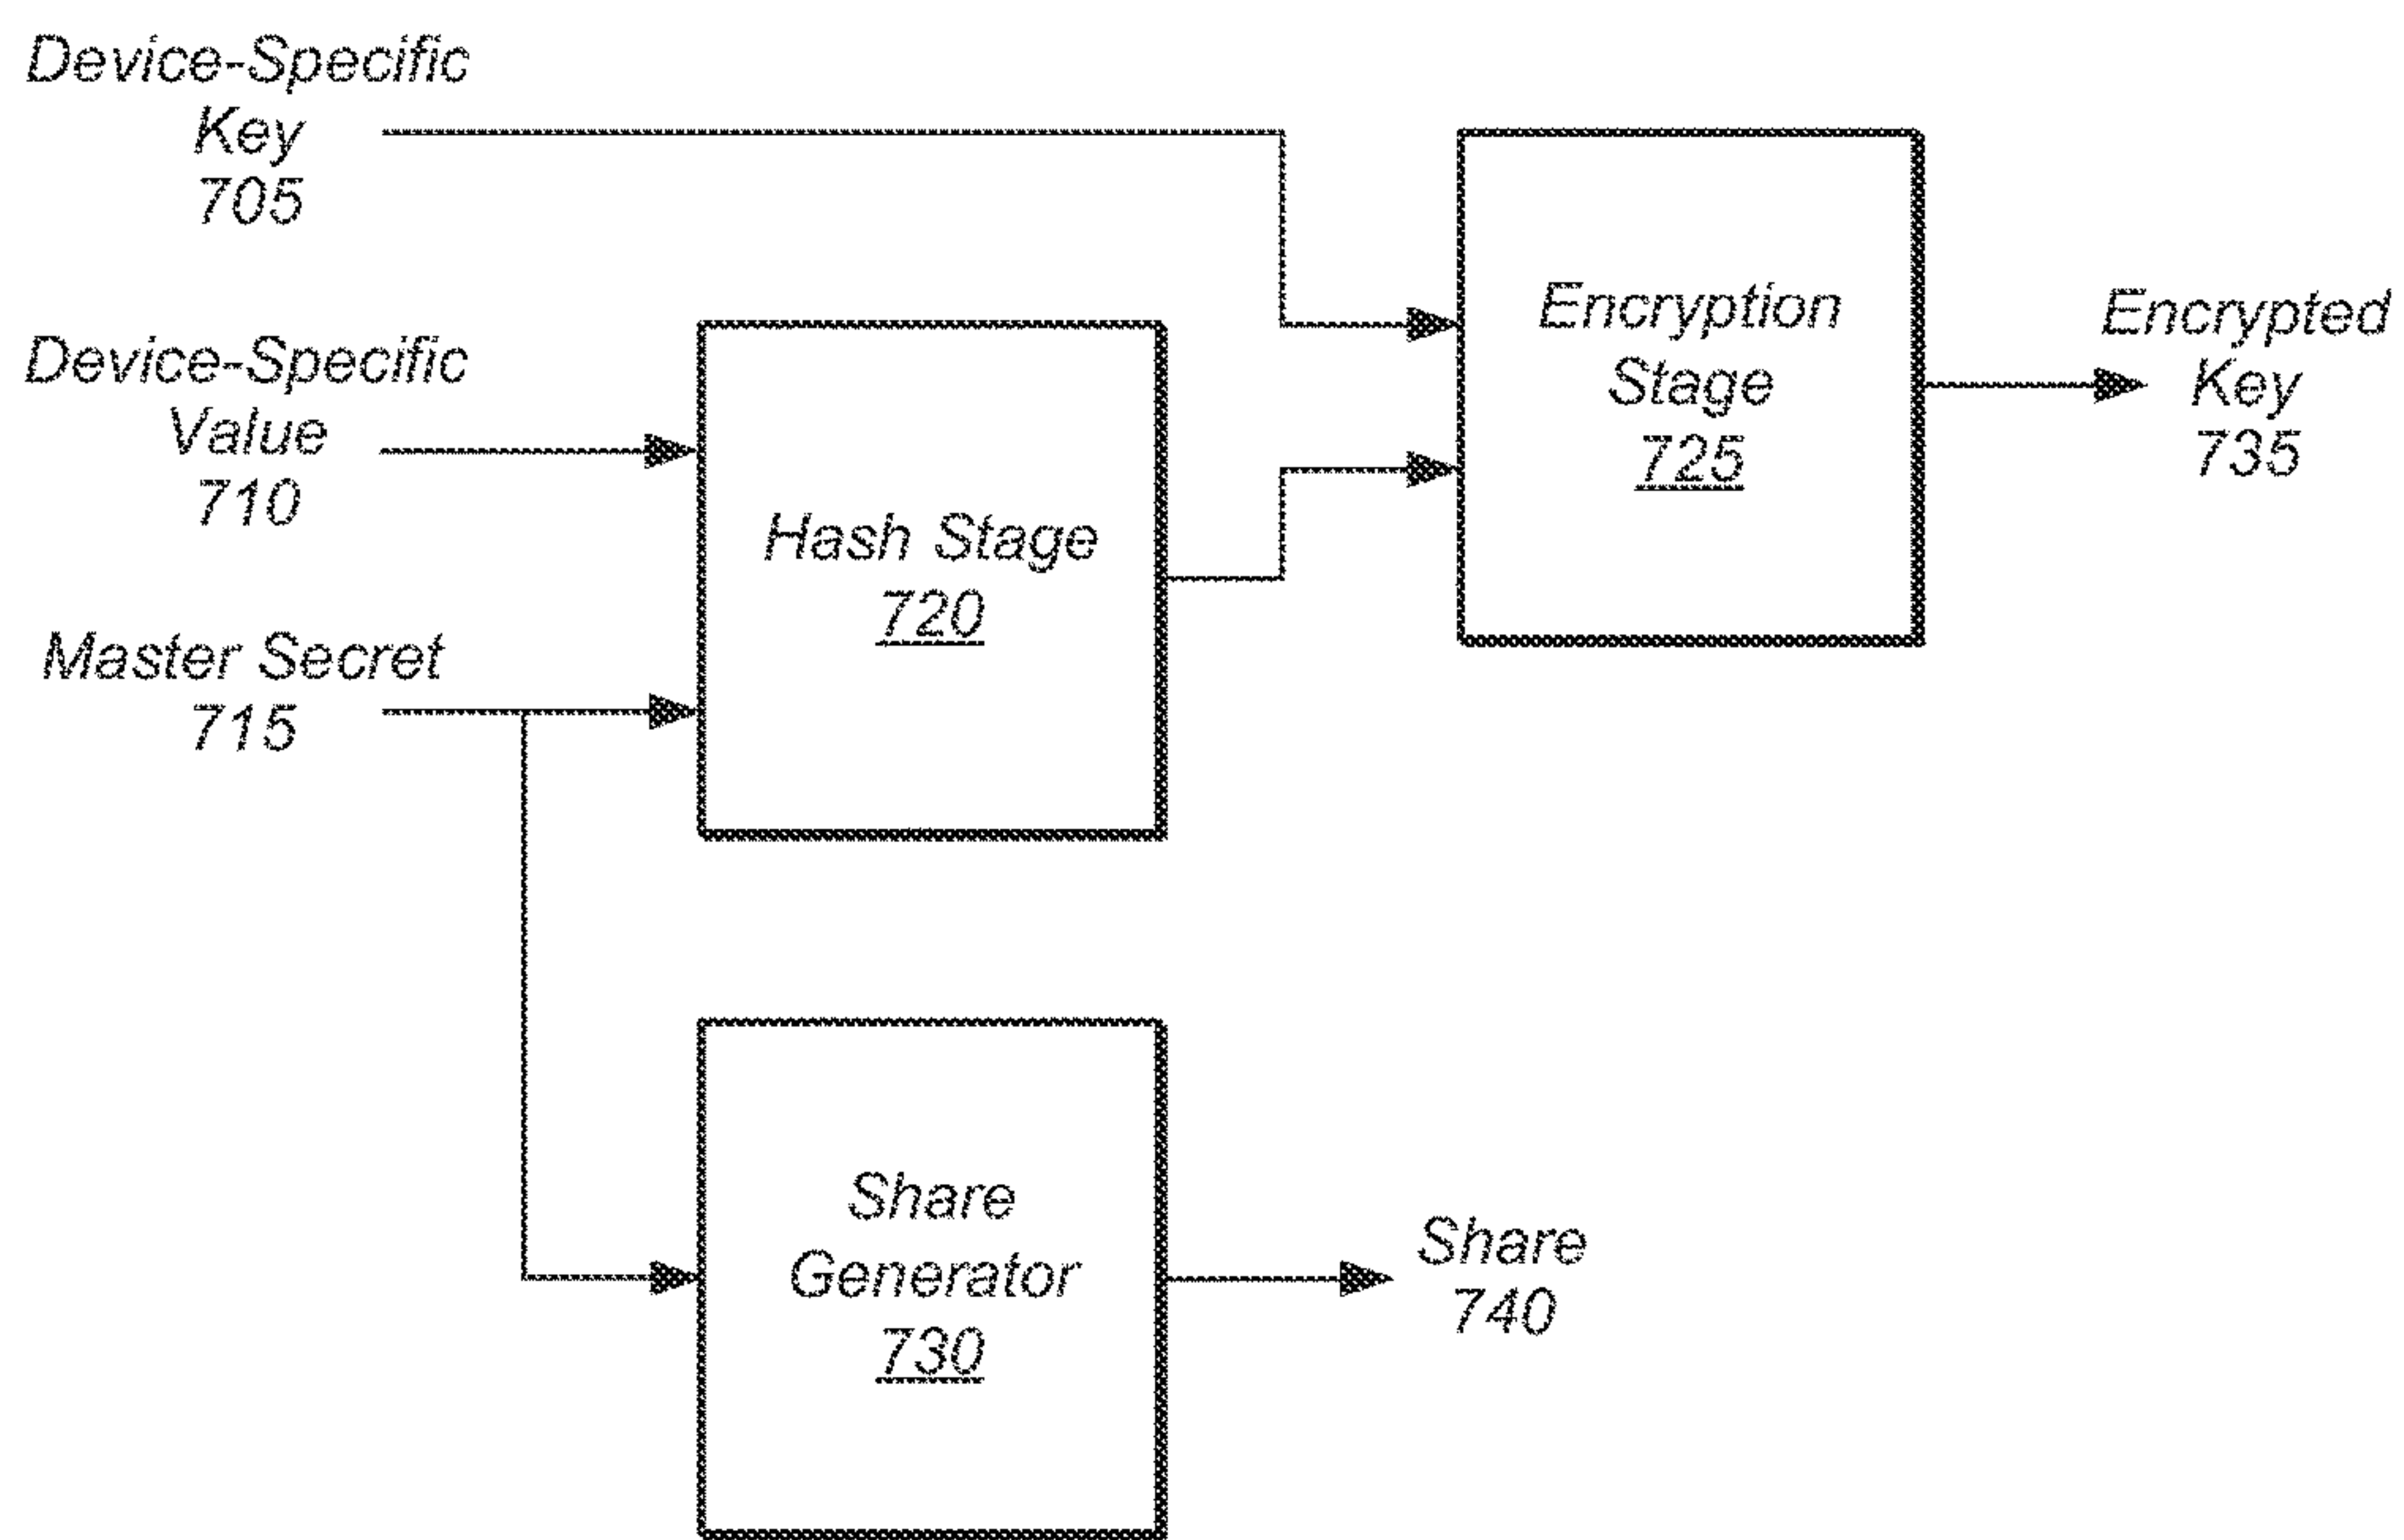 Device-Specific
Key
705
Device-Specific
Value
710
Master Secret
715
Hash Stage
720
Encryption
Stage
725
Encrypted
Key
735
Share
Generator
730
Share
740